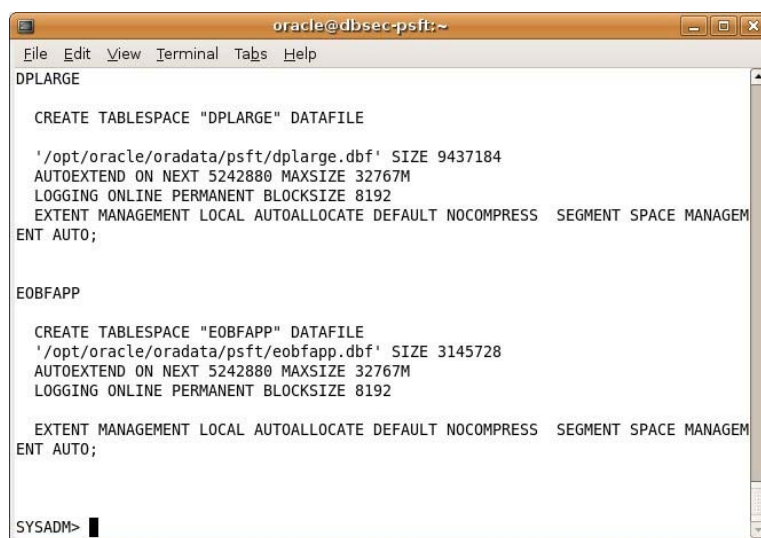 oracle@dbsec-psft:~
File Edit View Terminal Tabs Help
DPLARGE
CREATE TABLESPACE "DPLARGE" DATAFILE
'/opt/oracle/oradata/psft/dplarge.dbf' SIZE 9437184
AUTOEXTEND ON NEXT 5242880 MAXSIZE 32767M
LOGGING ONLINE PERMANENT BLOCKSIZE 8192
EXTENT MANAGEMENT LOCAL AUTOALLOCATE DEFAULT NOCOMPRESS  SEGMENT SPACE MANAGEM
ENT AUTO;
EOBFAPP
CREATE TABLESPACE "EOBFAPP" DATAFILE
'/opt/oracle/oradata/psft/eobfapp.dbf' SIZE 3145728
AUTOEXTEND ON NEXT 5242880 MAXSIZE 32767M
LOGGING ONLINE PERMANENT BLOCKSIZE 8192
EXTENT MANAGEMENT LOCAL AUTOALLOCATE DEFAULT NOCOMPRESS  SEGMENT SPACE MANAGEM
ENT AUTO;
SYSADM>